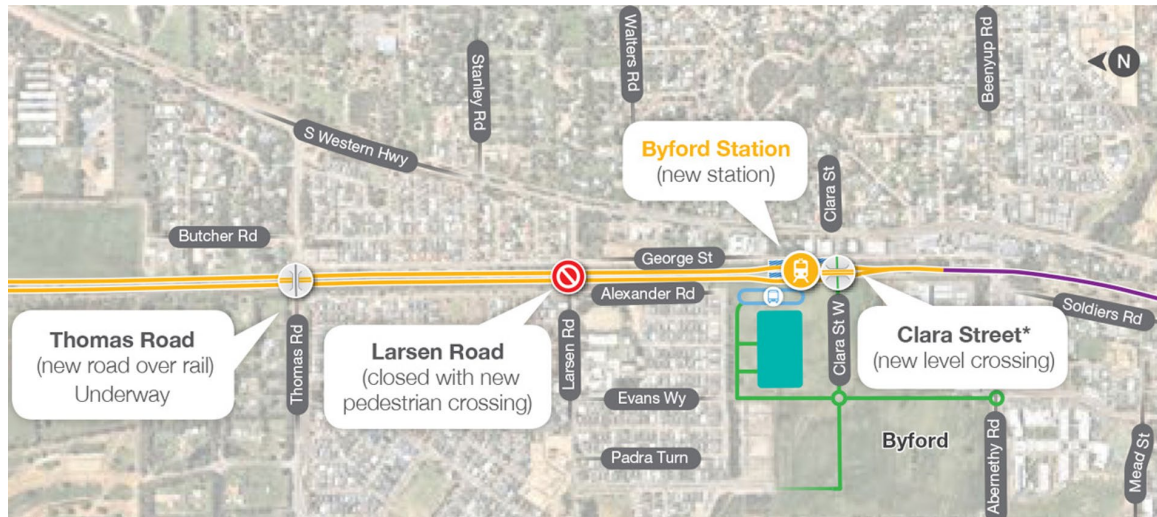 Stanley Rd
Walters Rd
Beenyup Rd
N
S Western Hwy
Byford Station
(new station)
Clara St
Butcher Rd
George St
Alexander Rd
Soldiers Rd
Thomas Road
(new road over rail)
Underway
Thomas Rd
Larsen Road
(closed with new
pedestrian crossing)
Larsen Rd
Clara St W
Clara Street*
(new level crossing)
Evans Wy
Padra Turn
Byford
Abernethy Rd
Mead St